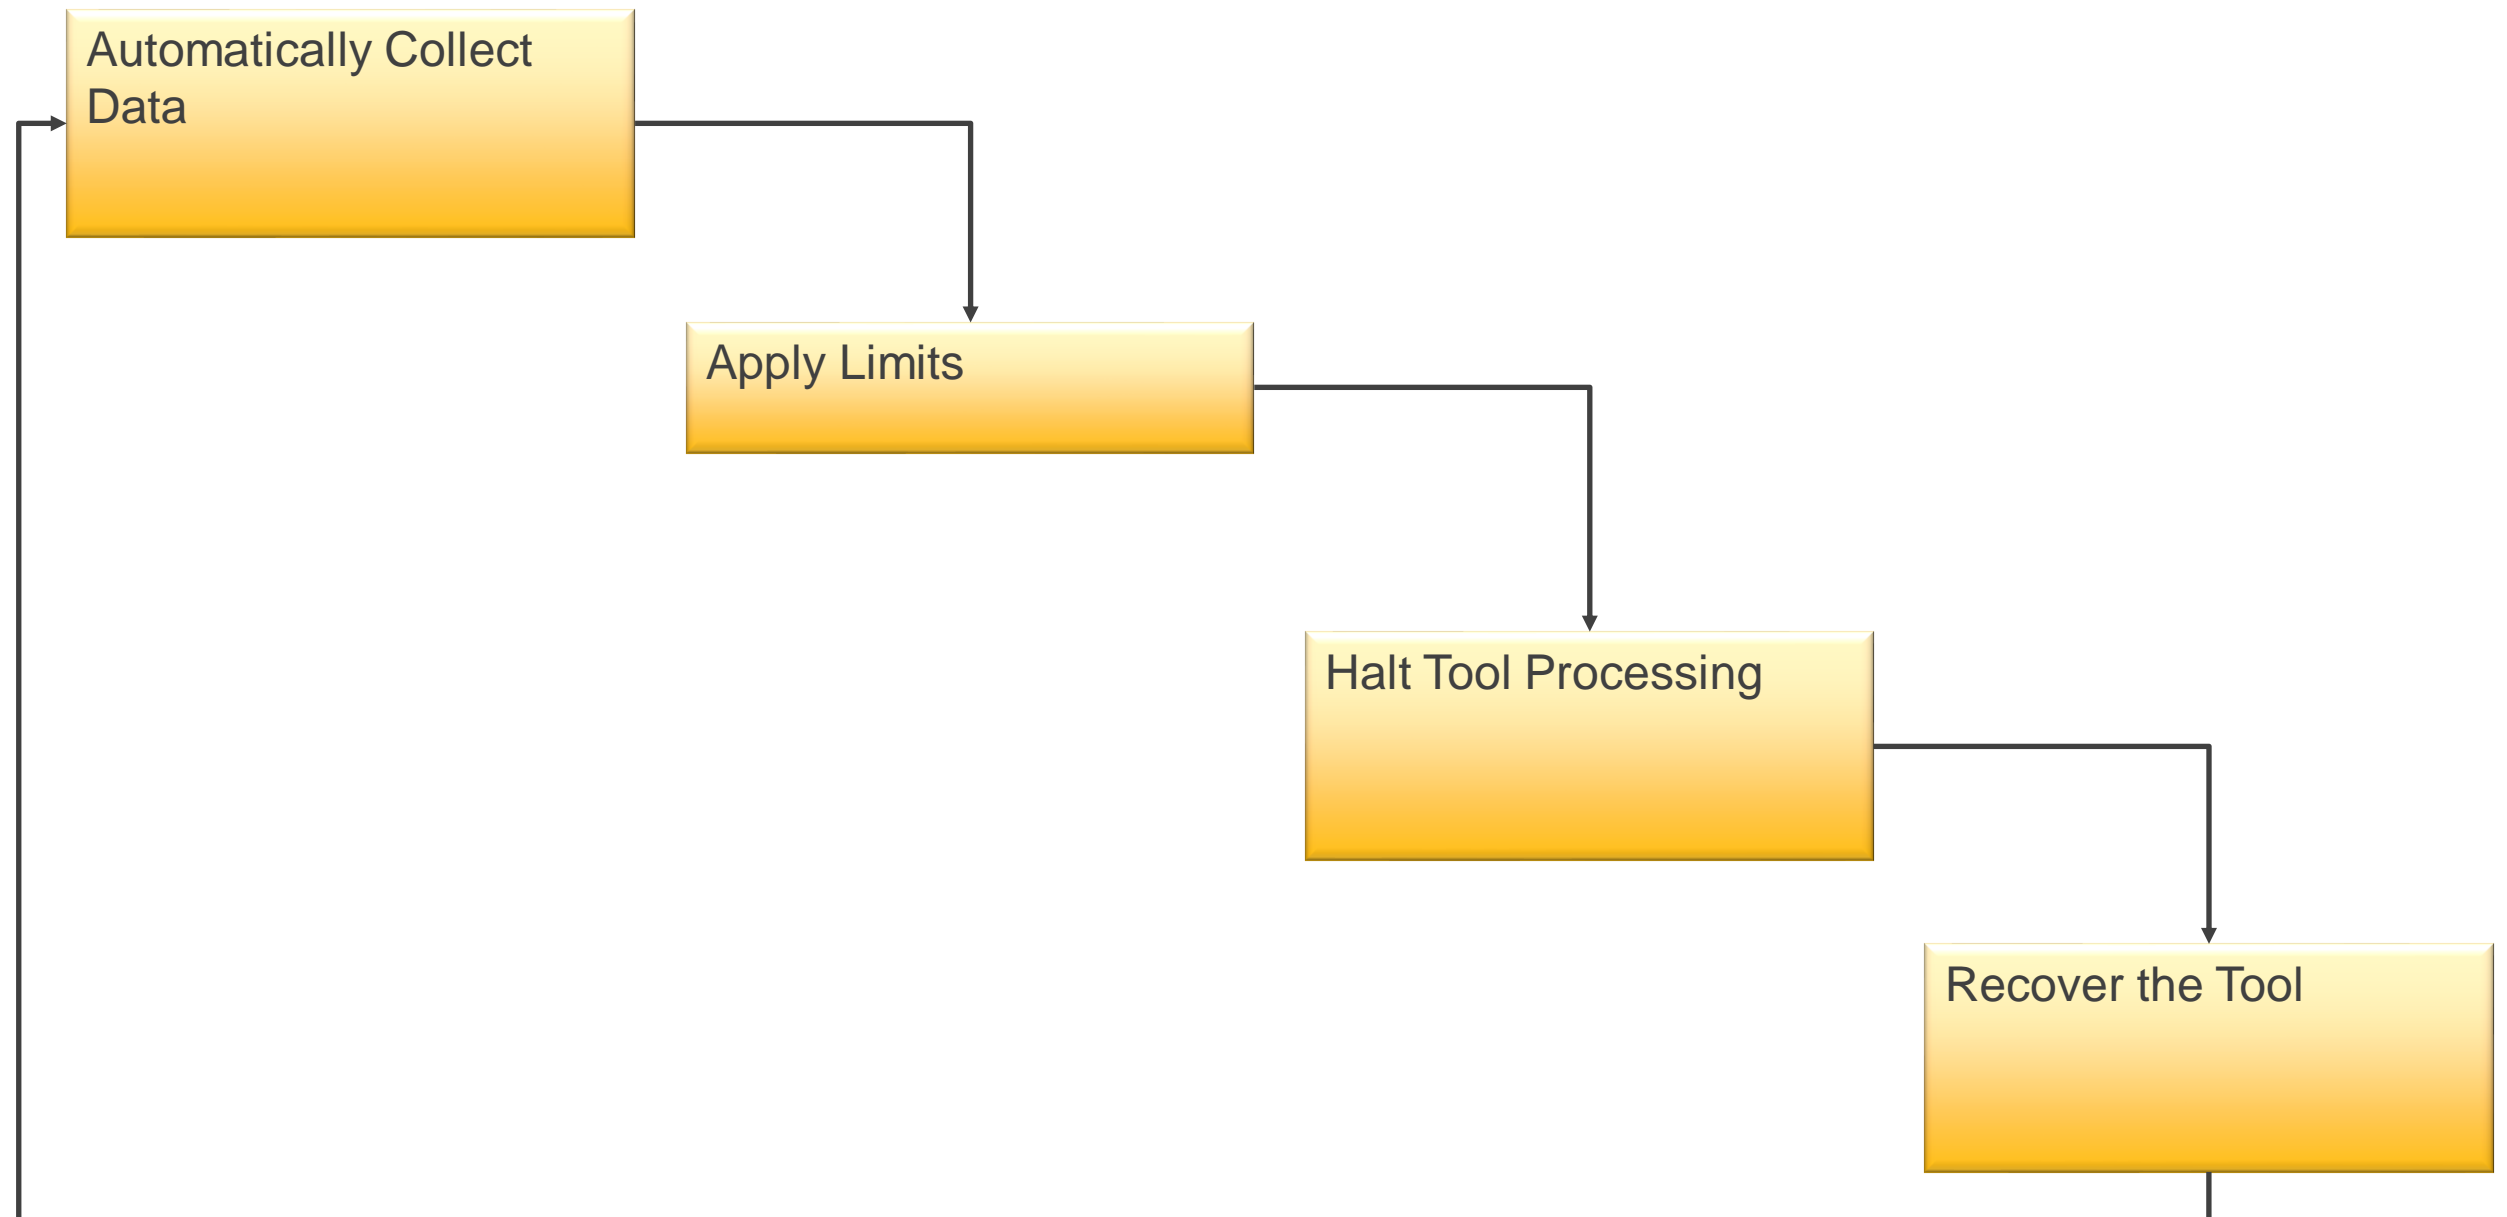 Automatically Collect
Data
Apply Limits
Halt Tool Processing
Recover the Tool